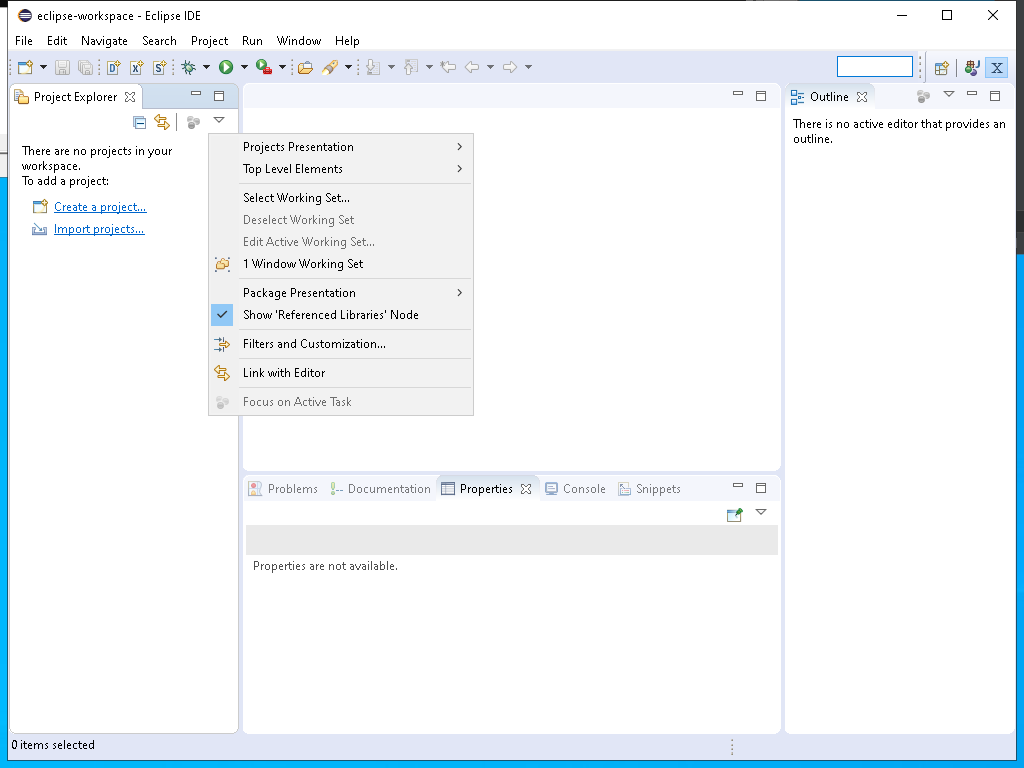 eclipse-workspace - Eclipse IDE
File Edit Navigate Search Project Run Window Help
Project Explorer
There are no projects in your
workspace.
To add a project:
Create a project...
Import projects...
Projects Presentation
Top Level Elements
Select Working Set...
Deselect Working Set
Edit Active Working Set...
1 Window Working Set
Package Presentation
Show 'Referenced Libraries' Node
Filters and Customization...
Link with Editor
Focus on Active Task
Outline
There is no active editor that provides an
outline.
Problems Documentation Properties Console Snippets
Properties are not available.
0 items selected